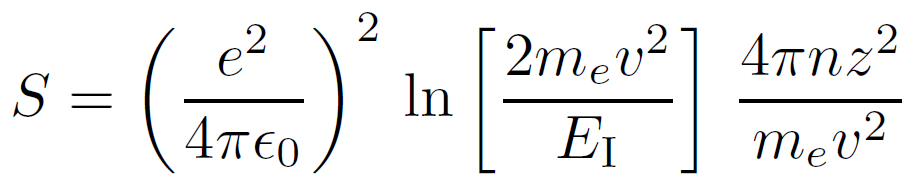 S = \left( \frac{e^2}{4\pi\epsilon_0} \right)^2 \ln \left[ \frac{2m_e v^2}{E_{\mathrm{I}}} \right] \frac{4\pi n z^2}{m_e v^2}